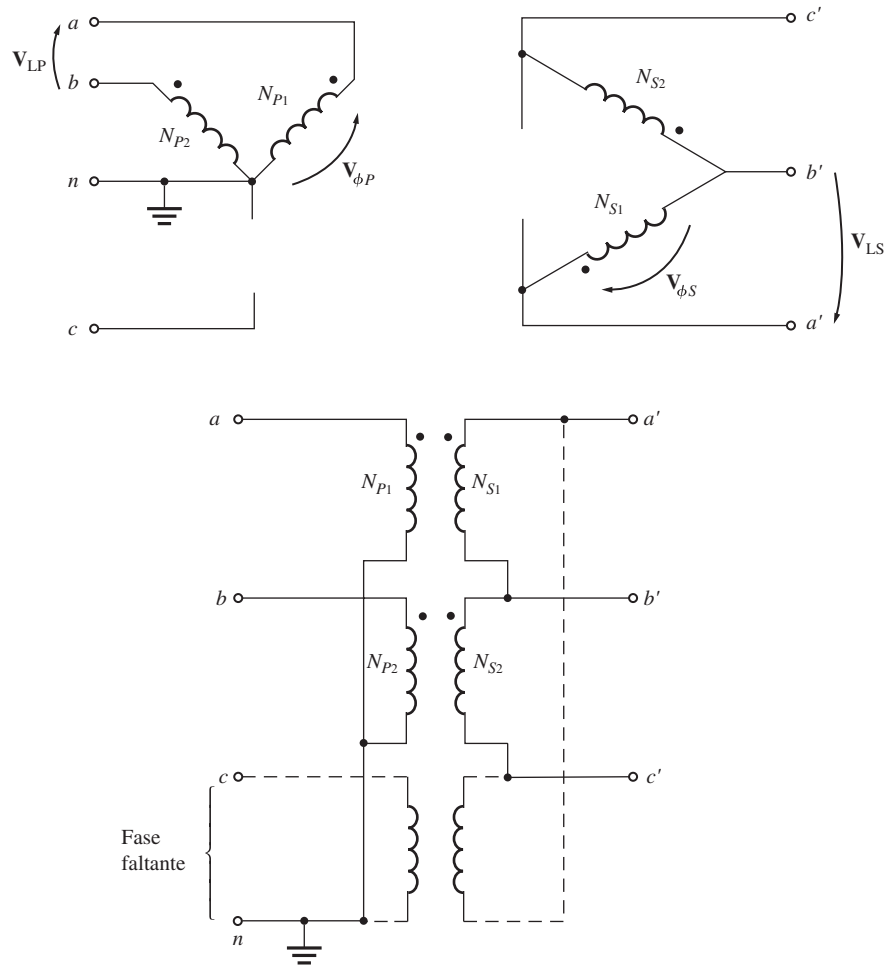 a
V_LP
b
N_P2
N_P1
V_ϕP
n
c
c′
N_S2
b′
N_S1
V_ϕS
V_LS
a′
a
a′
N_P1
N_S1
b
b′
N_P2
N_S2
c
c′
Fase
faltante
n